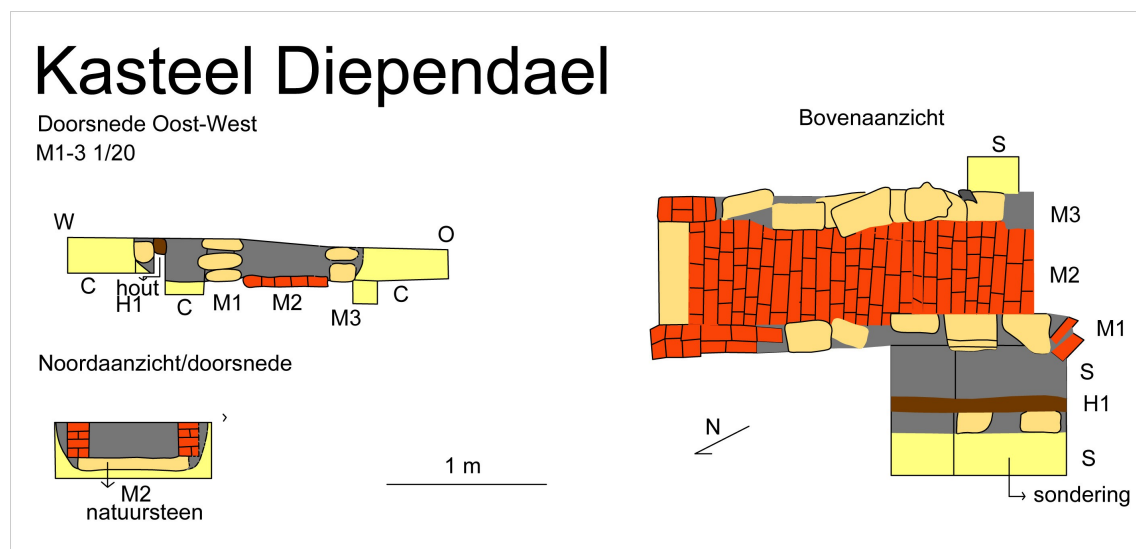 Kasteel Diependael
Doorsnede Oost-West
M1-3 1/20
W
O
C
hout
H1
C
M1
M2
M3
C
Noordaanzicht/doorsnede
M2
natuursteen
1 m
Bovenaanzicht
S
M3
M2
M1
S
H1
S
sondering
N